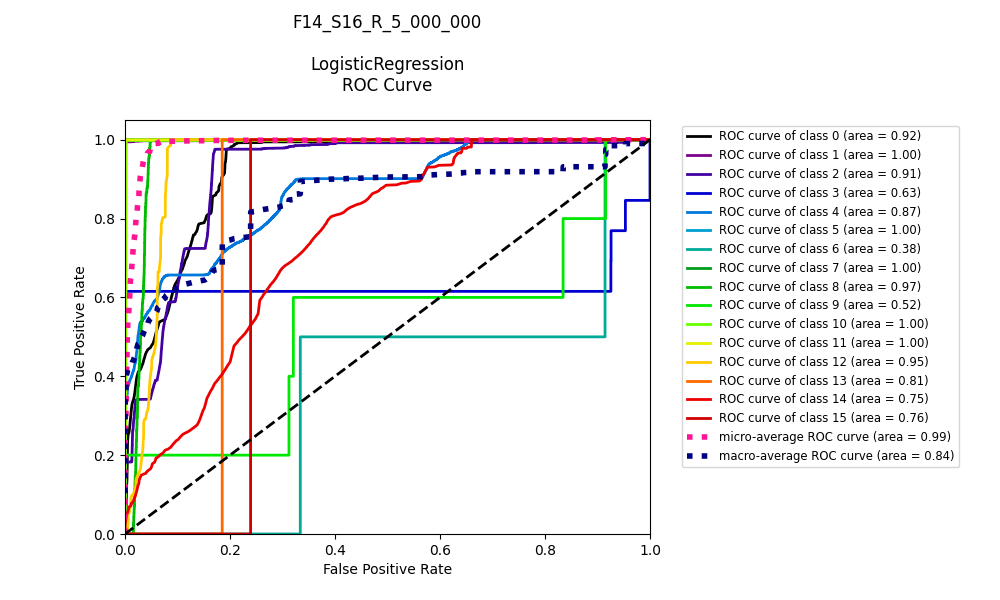 F14_S16_R_5_000_000
LogisticRegression
ROC Curve
True Positive Rate
1.0
0.8
0.6
0.4
0.2
0.0
0.0 0.2 0.4 0.6 0.8 1.0
False Positive Rate
ROC curve of class 0 (area = 0.92)
ROC curve of class 1 (area = 1.00)
ROC curve of class 2 (area = 0.91)
ROC curve of class 3 (area = 0.63)
ROC curve of class 4 (area = 0.87)
ROC curve of class 5 (area = 1.00)
ROC curve of class 6 (area = 0.38)
ROC curve of class 7 (area = 1.00)
ROC curve of class 8 (area = 0.97)
ROC curve of class 9 (area = 0.52)
ROC curve of class 10 (area = 1.00)
ROC curve of class 11 (area = 1.00)
ROC curve of class 12 (area = 0.95)
ROC curve of class 13 (area = 0.81)
ROC curve of class 14 (area = 0.75)
ROC curve of class 15 (area = 0.76)
micro-average ROC curve (area = 0.99)
macro-average ROC curve (area = 0.84)